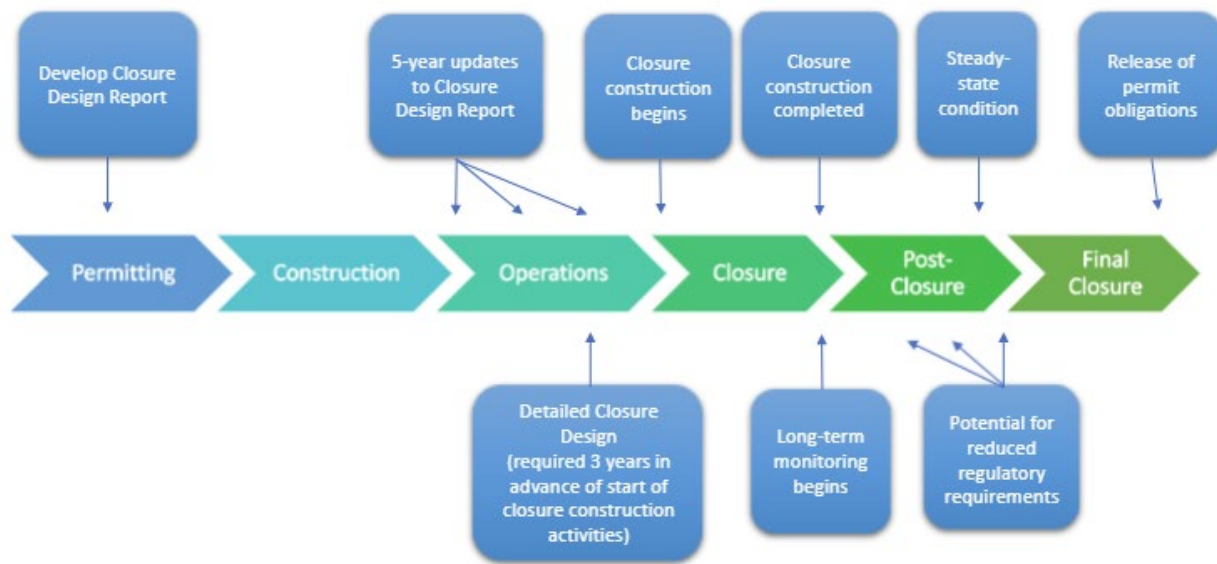 Develop Closure
Design Report
5-year updates
to Closure
Design Report
Closure
construction
begins
Closure
construction
completed
Steady-
state
condition
Release of
permit
obligations
Permitting
Construction
Operations
Closure
Post-
Closure
Final
Closure
Detailed Closure
Design
(required 3 years in
advance of start of
closure construction
activities)
Long-term
monitoring
begins
Potential for
reduced
regulatory
requirements